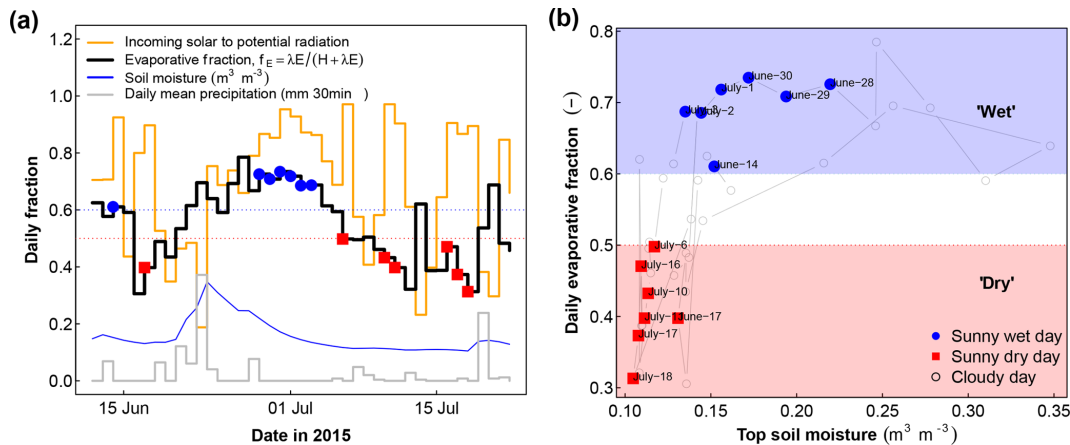 (a)
Incoming solar to potential radiation
Evaporative fraction, fE = λE/(H + λE)
Soil moisture (m³ m⁻³)
Daily mean precipitation (mm 30min )
Daily fraction
1.2
1.0
0.8
0.6
0.4
0.2
0.0
15 Jun
01 Jul
15 Jul
Date in 2015
(b)
Daily evaporative fraction (−)
0.8
0.7
0.6
0.5
0.4
0.3
June−30
July−1
June−28
June−29
July−2
June−14
'Wet'
July−6
July−16
July−10
June−17
July−17
July−18
'Dry'
Sunny wet day
Sunny dry day
Cloudy day
0.10
0.15
0.20
0.25
0.30
0.35
Top soil moisture (m³ m⁻³)